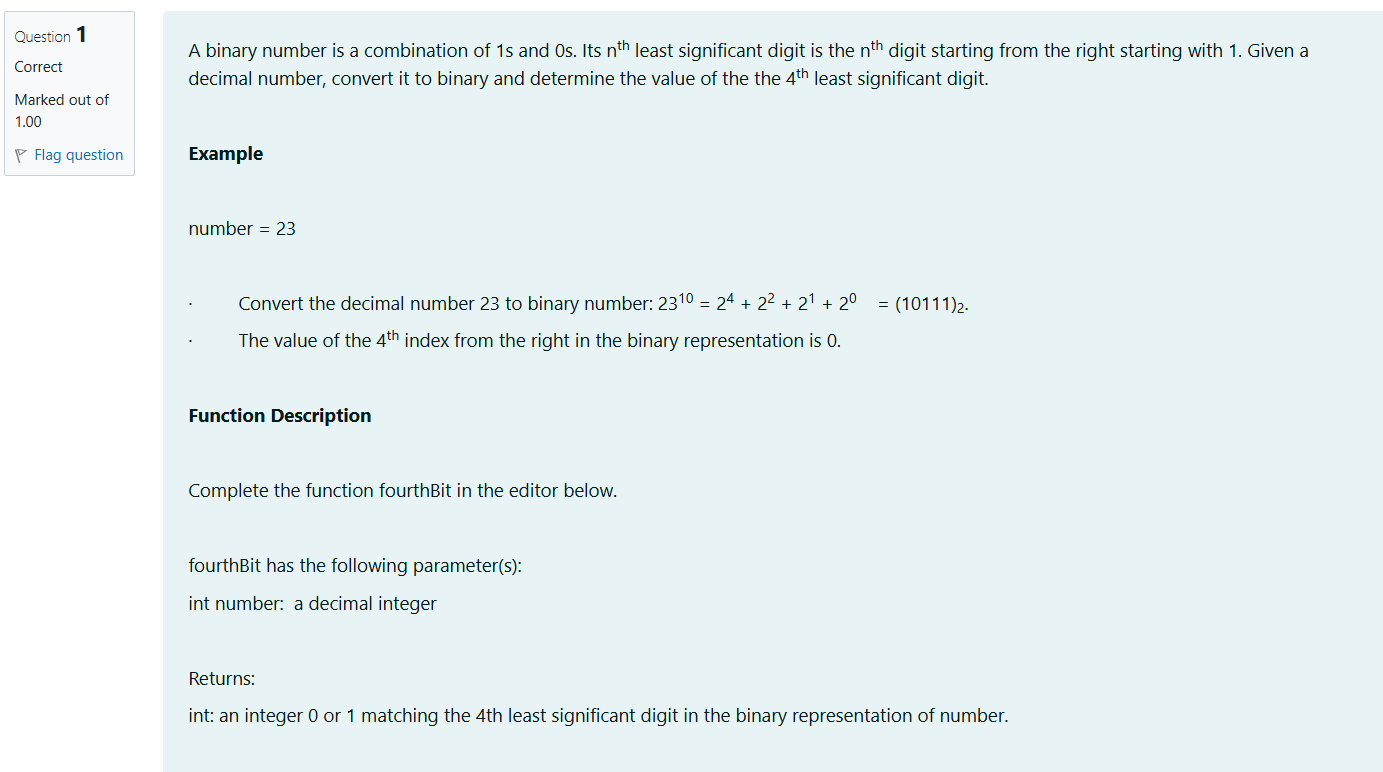 Question 1
Correct
Marked out of
1.00
Flag question
A binary number is a combination of 1s and 0s. Its nth least significant digit is the nth digit starting from the right starting with 1. Given a
decimal number, convert it to binary and determine the value of the the 4th least significant digit.
Example
number = 23
· Convert the decimal number 23 to binary number: 23¹⁰ = 2⁴ + 2² + 2¹ + 2⁰ = (10111)₂.
· The value of the 4th index from the right in the binary representation is 0.
Function Description
Complete the function fourthBit in the editor below.
fourthBit has the following parameter(s):
int number: a decimal integer
Returns:
int: an integer 0 or 1 matching the 4th least significant digit in the binary representation of number.